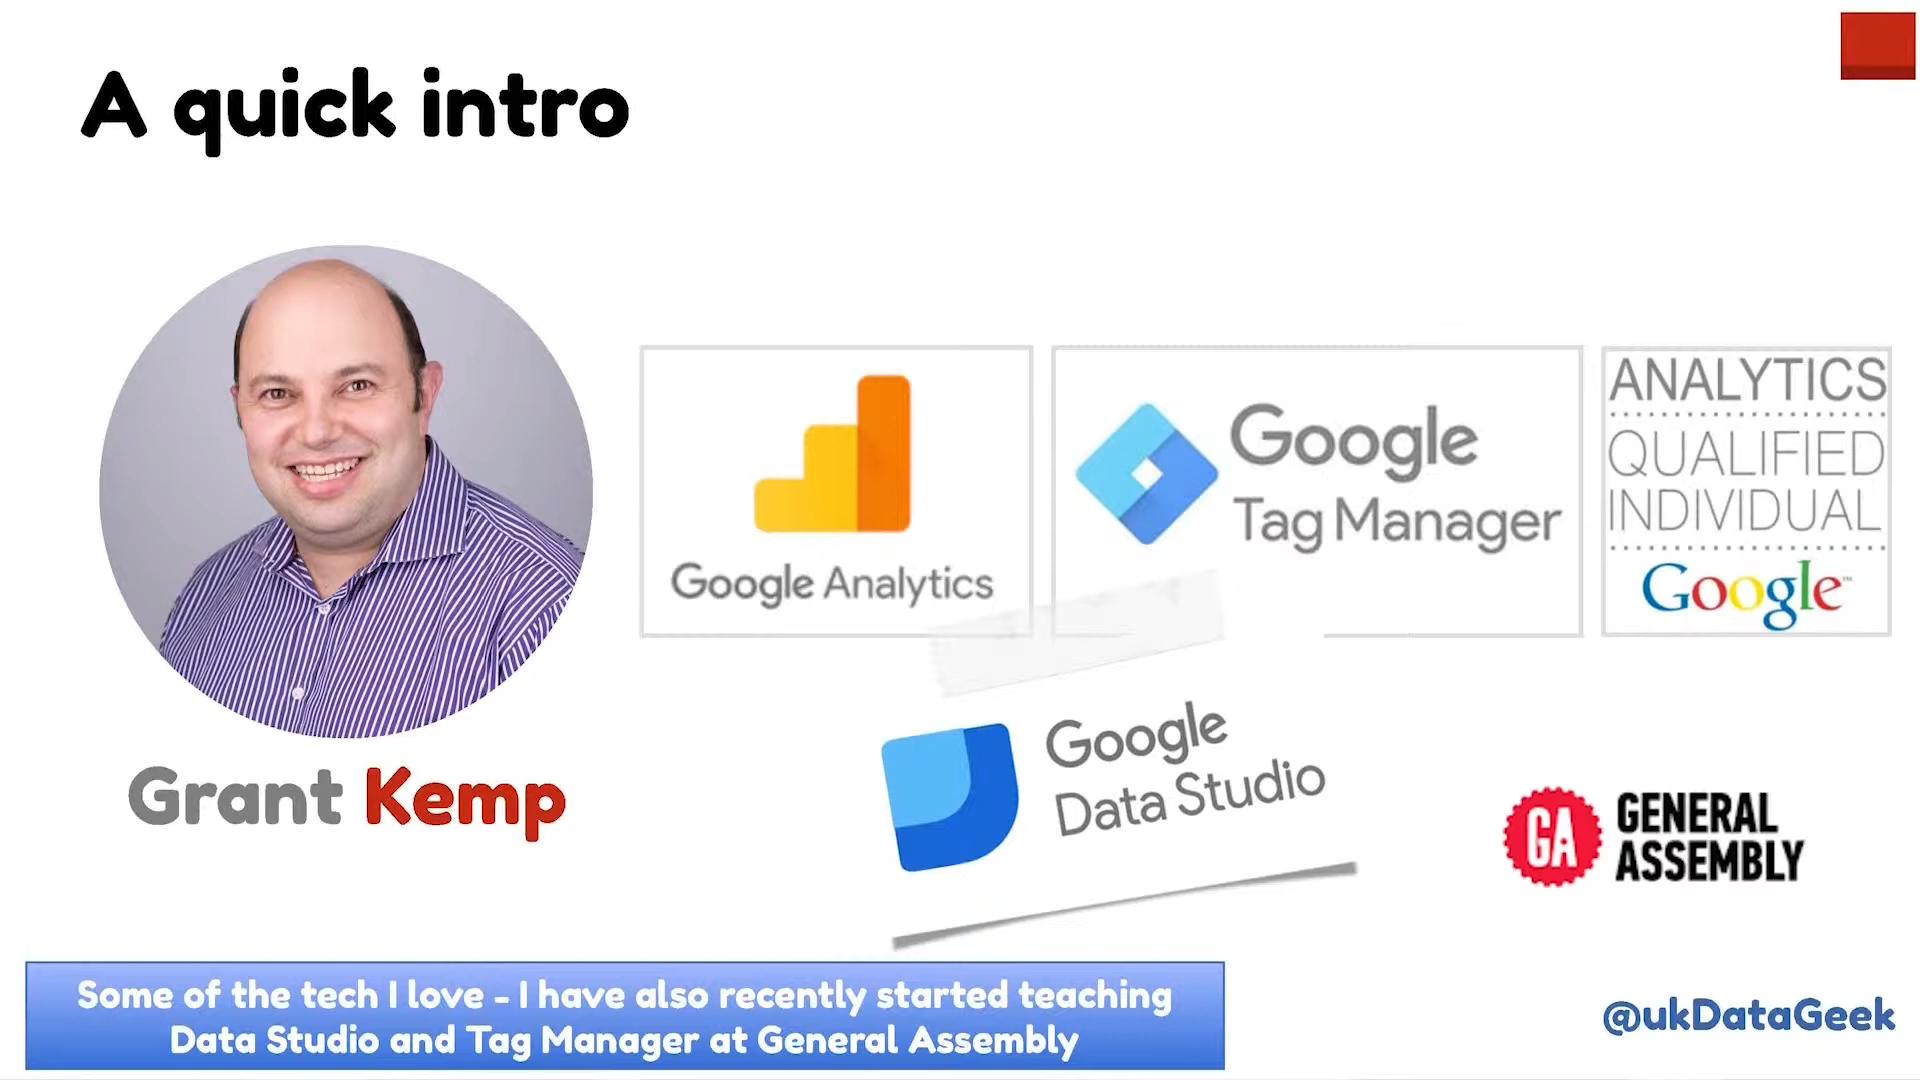 A quick intro
Google Analytics
Google
Tag Manager
ANALYTICS
QUALIFIED
INDIVIDUAL
Google™
Google
Data Studio
Grant Kemp
GA
GENERAL
ASSEMBLY
Some of the tech I love - I have also recently started teaching
Data Studio and Tag Manager at General Assembly
@ukDataGeek